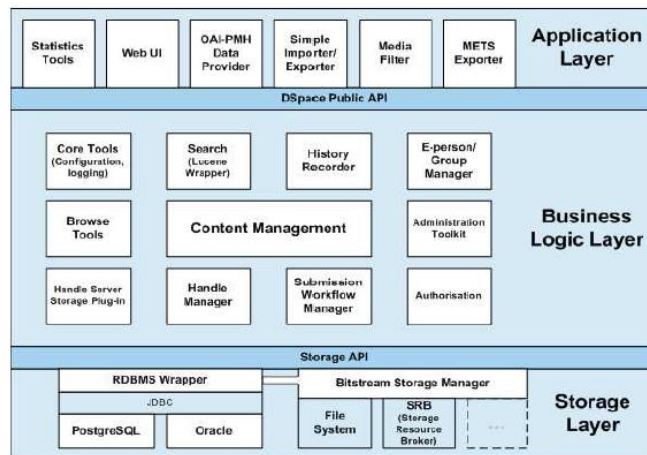 Statistics
Tools
Web UI
OAI-PMH
Data
Provider
Simple
Importer/
Exporter
Media
Filter
METS
Exporter
Application
Layer
DSpace Public API
Core Tools
(Configuration,
logging)
Search
(Lucene
Wrapper)
History
Recorder
E-person/
Group
Manager
Browse
Tools
Content Management
Administration
Toolkit
Business
Logic Layer
Handle Server
Storage Plug-in
Handle
Manager
Submission
Workflow
Manager
Authorisation
Storage API
RDBMS Wrapper
Bitstream Storage Manager
JDBC
PostgreSQL
Oracle
File
System
SRB
(Storage
Resource
Broker)
...
Storage
Layer